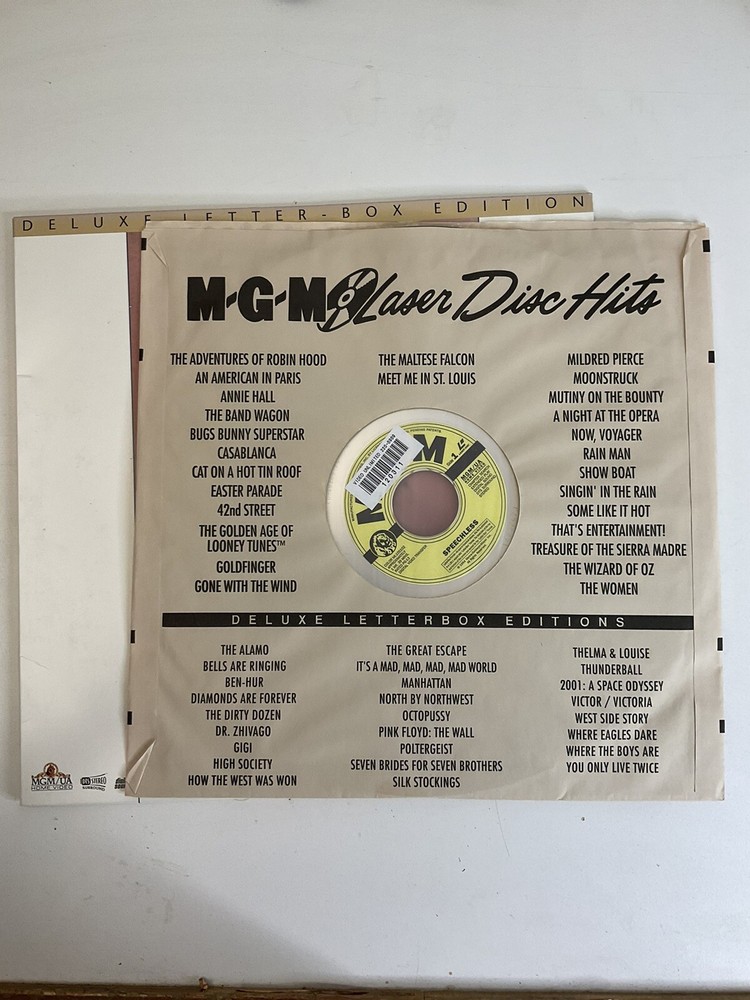 DELUXE LETTER-BOX EDITION
M-G-M Laser Disc Hits
THE ADVENTURES OF ROBIN HOOD
AN AMERICAN IN PARIS
ANNIE HALL
THE BAND WAGON
BUGS BUNNY SUPERSTAR
CASABLANCA
CAT ON A HOT TIN ROOF
EASTER PARADE
42nd STREET
THE GOLDEN AGE OF
LOONEY TUNES™
GOLDFINGER
GONE WITH THE WIND
THE MALTESE FALCON
MEET ME IN ST. LOUIS
MILDRED PIERCE
MOONSTRUCK
MUTINY ON THE BOUNTY
A NIGHT AT THE OPERA
NOW, VOYAGER
RAIN MAN
SHOW BOAT
SINGIN' IN THE RAIN
SOME LIKE IT HOT
THAT'S ENTERTAINMENT!
TREASURE OF THE SIERRA MADRE
THE WIZARD OF OZ
THE WOMEN
120311
SPEECHLESS
DELUXE LETTERBOX EDITIONS
THE ALAMO
BELLS ARE RINGING
BEN-HUR
DIAMONDS ARE FOREVER
THE DIRTY DOZEN
DR. ZHIVAGO
GIGI
HIGH SOCIETY
HOW THE WEST WAS WON
THE GREAT ESCAPE
IT'S A MAD, MAD, MAD, MAD WORLD
MANHATTAN
NORTH BY NORTHWEST
OCTOPUSSY
PINK FLOYD: THE WALL
POLTERGEIST
SEVEN BRIDES FOR SEVEN BROTHERS
SILK STOCKINGS
THELMA & LOUISE
THUNDERBALL
2001: A SPACE ODYSSEY
VICTOR / VICTORIA
WEST SIDE STORY
WHERE EAGLES DARE
WHERE THE BOYS ARE
YOU ONLY LIVE TWICE
MGM/UA
HOME VIDEO
STEREO
SURROUND